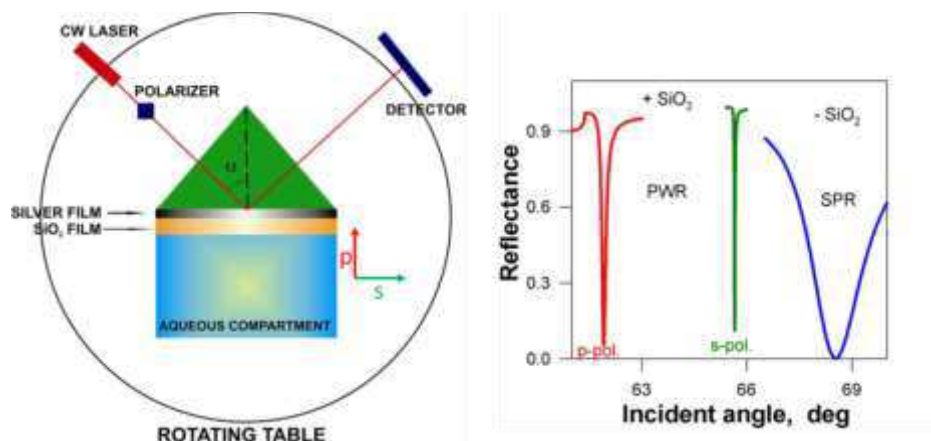 CW LASER
POLARIZER
DETECTOR
α
SILVER FILM
SiO₂ FILM
p
s
AQUEOUS COMPARTMENT
ROTATING TABLE
+ SiO₂
- SiO₂
PWR
SPR
p-pol.
s-pol.
Reflectance
0.9
0.6
0.3
0.0
63
66
69
Incident angle, deg